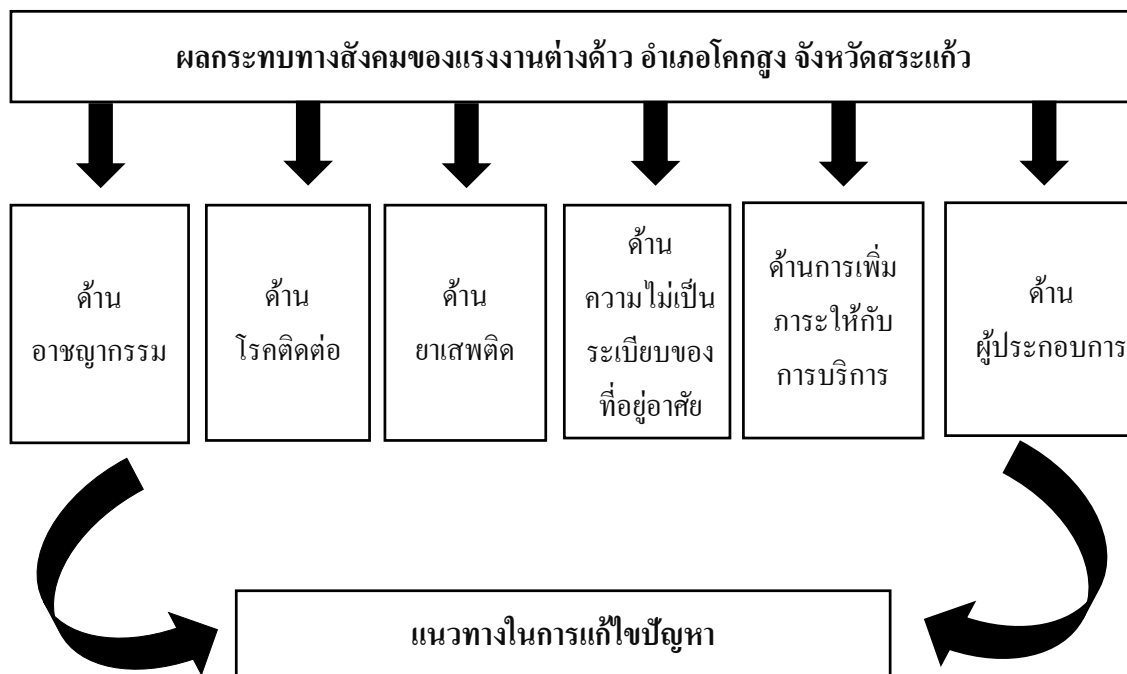 ผลกระทบทางสังคมของแรงงานต่างด้าว อำเภอโคกสูง จังหวัดสระแก้ว
ด้าน
อาชญากรรม
ด้าน
โรคติดต่อ
ด้าน
ยาเสพติด
ด้าน
ความไม่เป็น
ระเบียบของ
ที่อยู่อาศัย
ด้านการเพิ่ม
ภาระให้กับ
การบริการ
ด้าน
ผู้ประกอบการ
แนวทางในการแก้ไขปัญหา